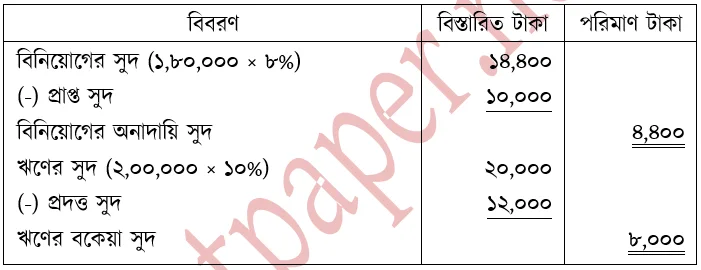 বিবরণ বিস্তারিত টাকা পরিমাণ টাকা
বিনিয়োগের সুদ (১,৮০,০০০ × ৮%) ১৪,৪০০
(-) প্রাপ্ত সুদ ১০,০০০
বিনিয়োগের অনাদায়ি সুদ ৪,৪০০
ঋণের সুদ (২,০০,০০০ × ১০%) ২০,০০০
(-) প্রদত্ত সুদ ১২,০০০
ঋণের বকেয়া সুদ ৮,০০০